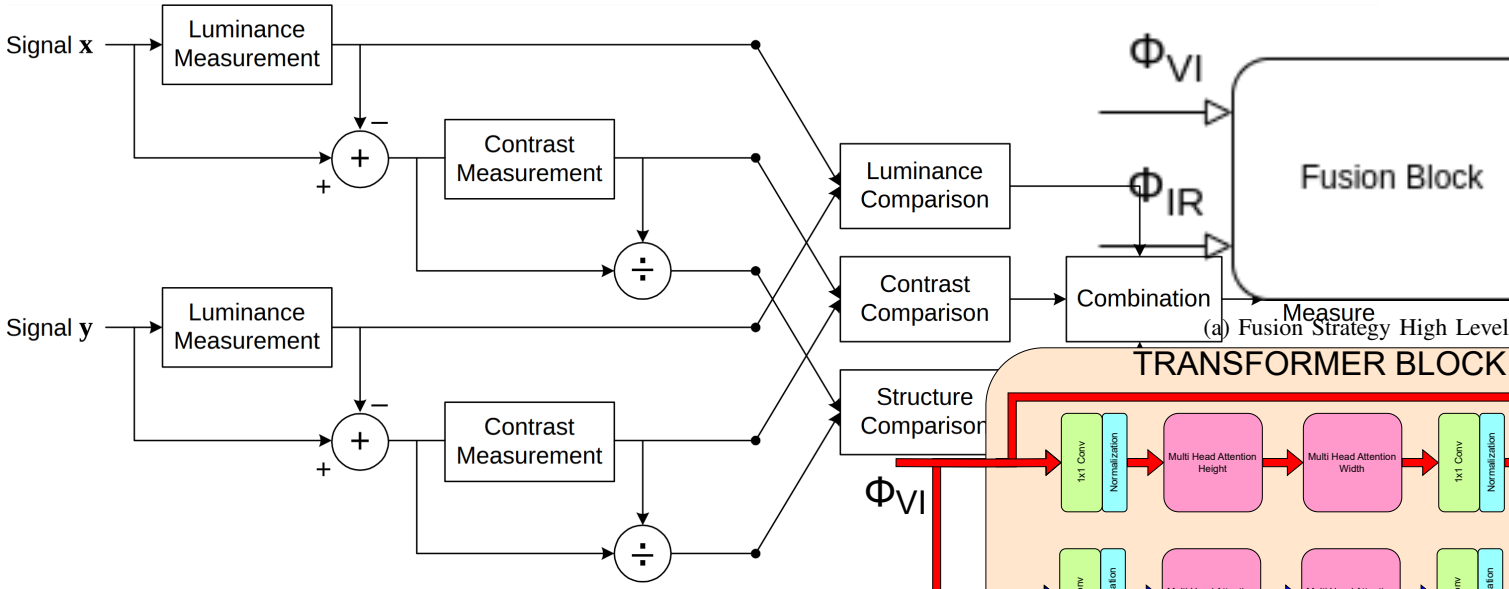 Signal x
Luminance
Measurement
−
+
+
Contrast
Measurement
÷
Signal y
Luminance
Measurement
−
+
+
Contrast
Measurement
÷
Luminance
Comparison
Contrast
Comparison
Structure
Comparison
Combination
Measure
ΦVI
ΦIR
Fusion Block
(a) Fusion Strategy High Level
TRANSFORMER BLOCK
ΦVI
1x1 Conv
Normalization
Multi Head Attention
Height
Multi Head Attention
Width
1x1 Conv
Normalization